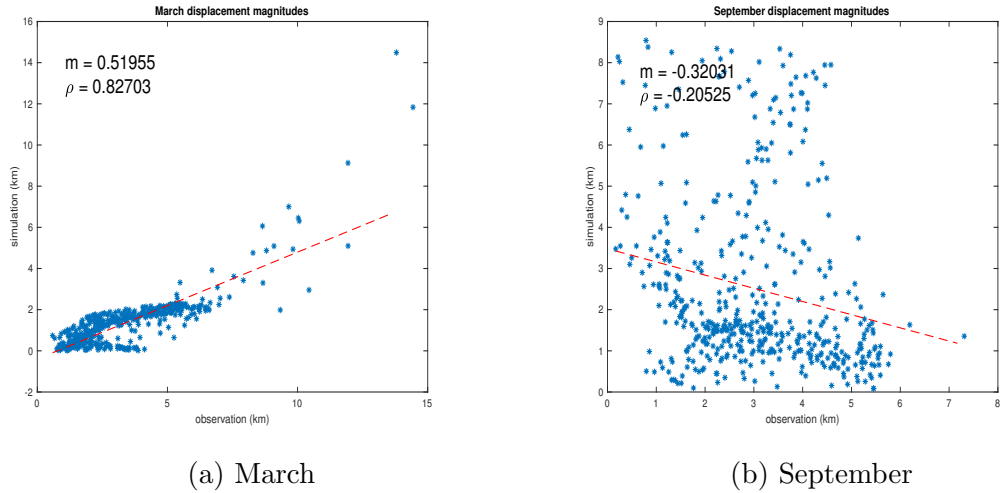 March displacement magnitudes
m = 0.51955
ρ = 0.82703
simulation (km)
16
14
12
10
8
6
4
2
0
-2
0
5
10
15
observation (km)
(a) March
September displacement magnitudes
m = -0.32031
ρ = -0.20525
simulation (km)
9
8
7
6
5
4
3
2
1
0
0
1
2
3
4
5
6
7
8
observation (km)
(b) September